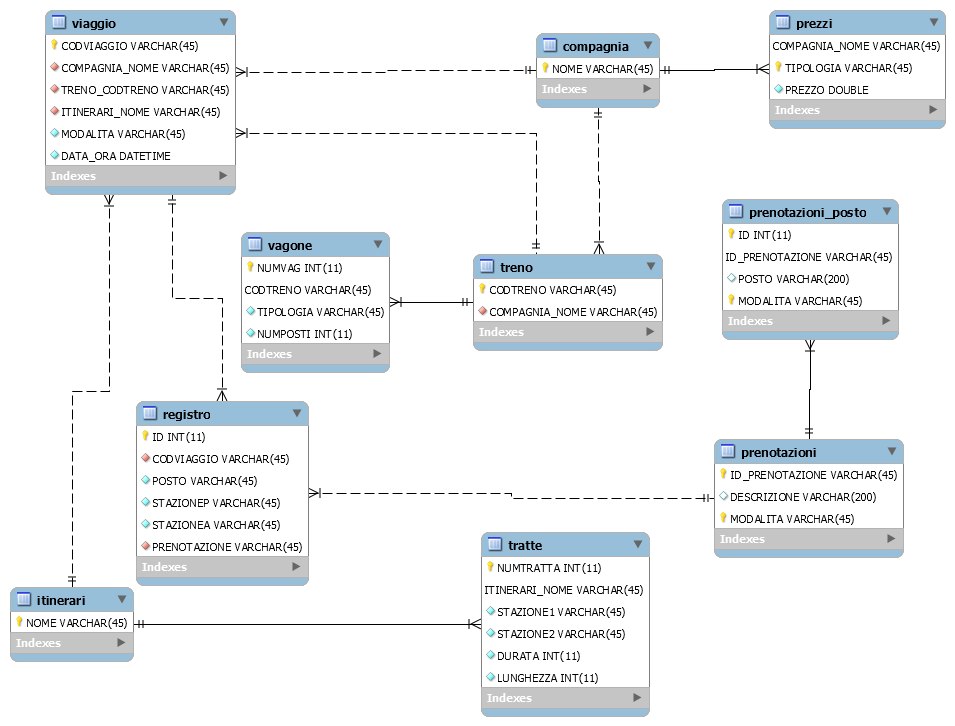 viaggio
CODVIAGGIO VARCHAR(45)
COMPAGNIA_NOME VARCHAR(45)
TRENO_CODTRENO VARCHAR(45)
ITINERARI_NOME VARCHAR(45)
MODALITA VARCHAR(45)
DATA_ORA DATETIME
Indexes
compagnia
NOME VARCHAR(45)
Indexes
prezzi
COMPAGNIA_NOME VARCHAR(45)
TIPOLOGIA VARCHAR(45)
PREZZO DOUBLE
Indexes
vagone
NUMVAG INT(11)
CODTRENO VARCHAR(45)
TIPOLOGIA VARCHAR(45)
NUMPOSTI INT(11)
Indexes
treno
CODTRENO VARCHAR(45)
COMPAGNIA_NOME VARCHAR(45)
Indexes
prenotazioni_posto
ID INT(11)
ID_PRENOTAZIONE VARCHAR(45)
POSTO VARCHAR(200)
MODALITA VARCHAR(45)
Indexes
registro
ID INT(11)
CODVIAGGIO VARCHAR(45)
POSTO VARCHAR(45)
STAZIONEP VARCHAR(45)
STAZIONEA VARCHAR(45)
PRENOTAZIONE VARCHAR(45)
Indexes
prenotazioni
ID_PRENOTAZIONE VARCHAR(45)
DESCRIZIONE VARCHAR(200)
MODALITA VARCHAR(45)
Indexes
itinerari
NOME VARCHAR(45)
Indexes
tratte
NUMTRATTA INT(11)
ITINERARI_NOME VARCHAR(45)
STAZIONE1 VARCHAR(45)
STAZIONE2 VARCHAR(45)
DURATA INT(11)
LUNGHEZZA INT(11)
Indexes